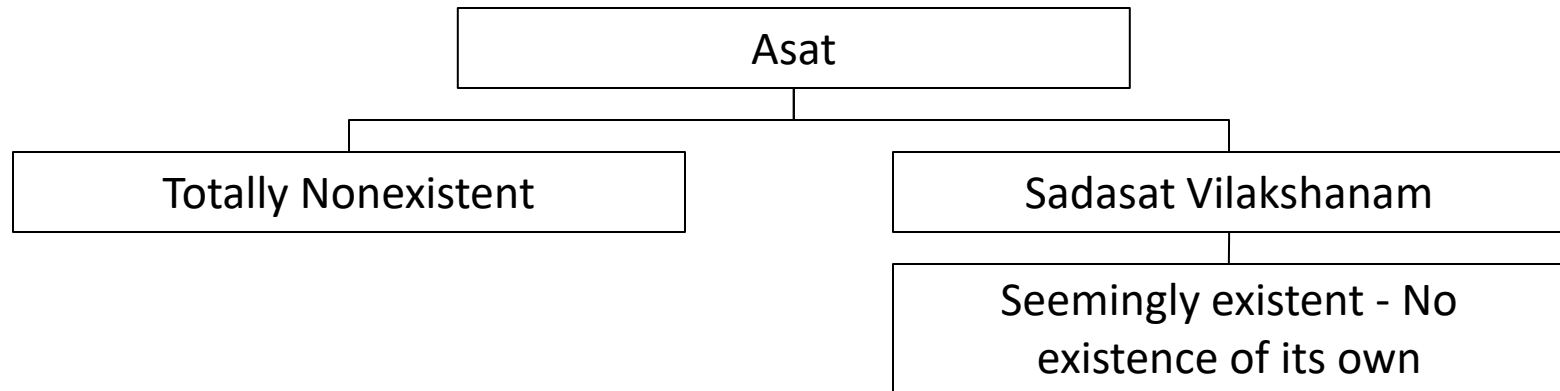 Asat
Totally Nonexistent
Sadasat Vilakshanam
Seemingly existent - No
existence of its own